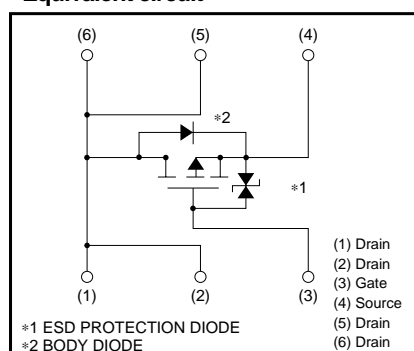 Equivalent circuit
(6) (5) (4)
∗2
∗1
(1) (2) (3)
(1) Drain
(2) Drain
(3) Gate
(4) Source
(5) Drain
(6) Drain
∗1 ESD PROTECTION DIODE
∗2 BODY DIODE